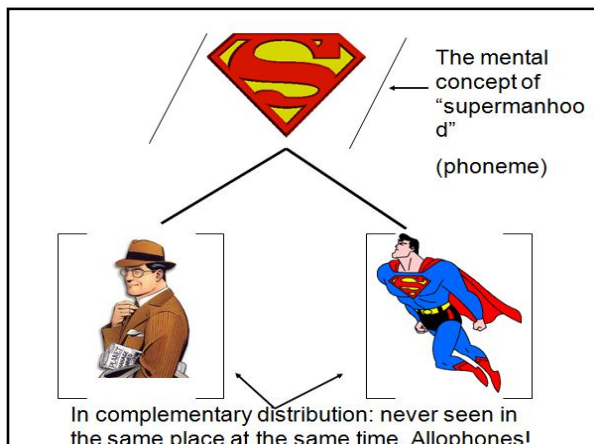 The mental
concept of
“supermanhoo
d”
(phoneme)
In complementary distribution: never seen in
the same place at the same time. Allophones!